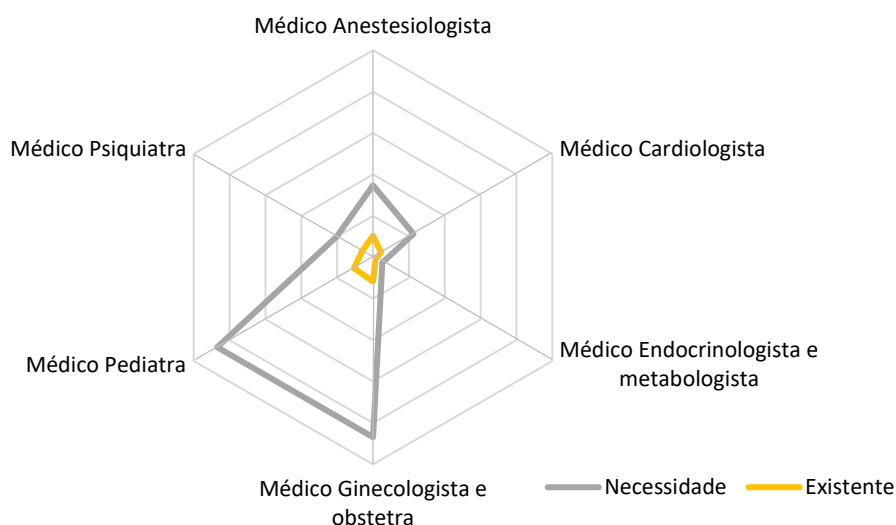 Médico Anestesiologista
Médico Psiquiatra
Médico Cardiologista
Médico Pediatra
Médico Endocrinologista e
metabologista
Médico Ginecologista e
obstetra
Necessidade
Existente